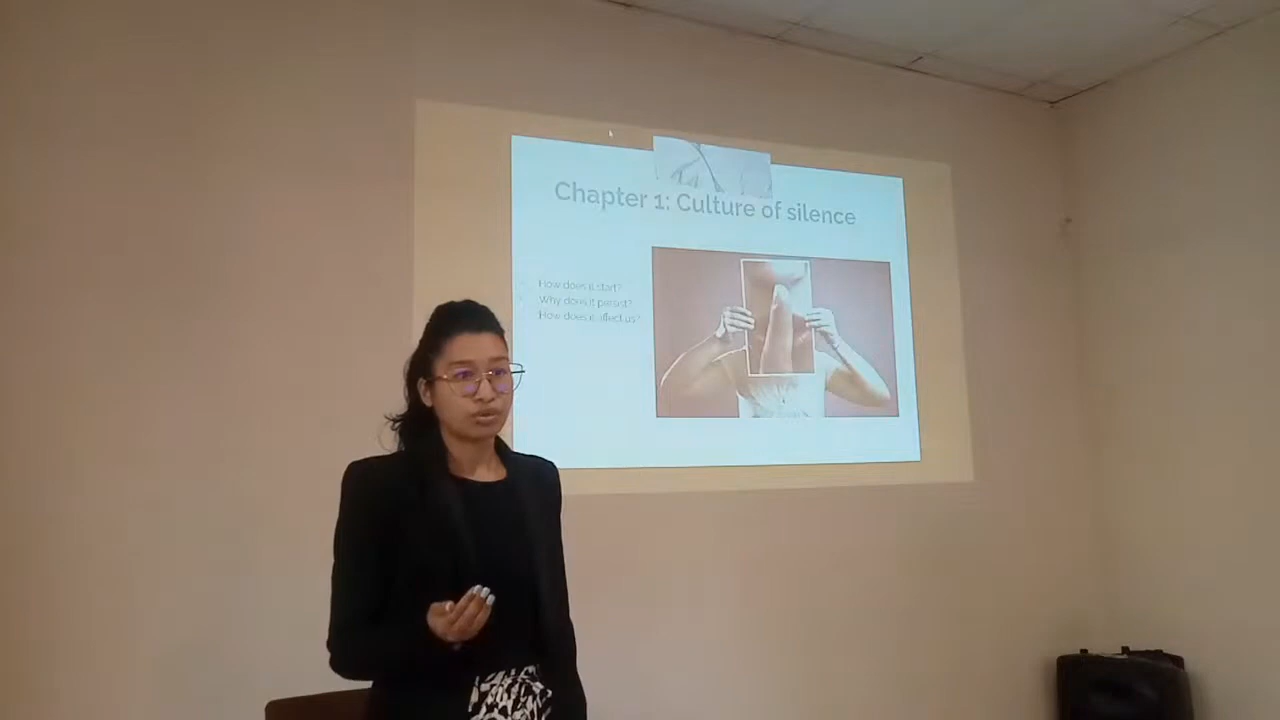 Chapter 1: Culture of silence
How does it start?
Why does it persist?
How does it affect us?